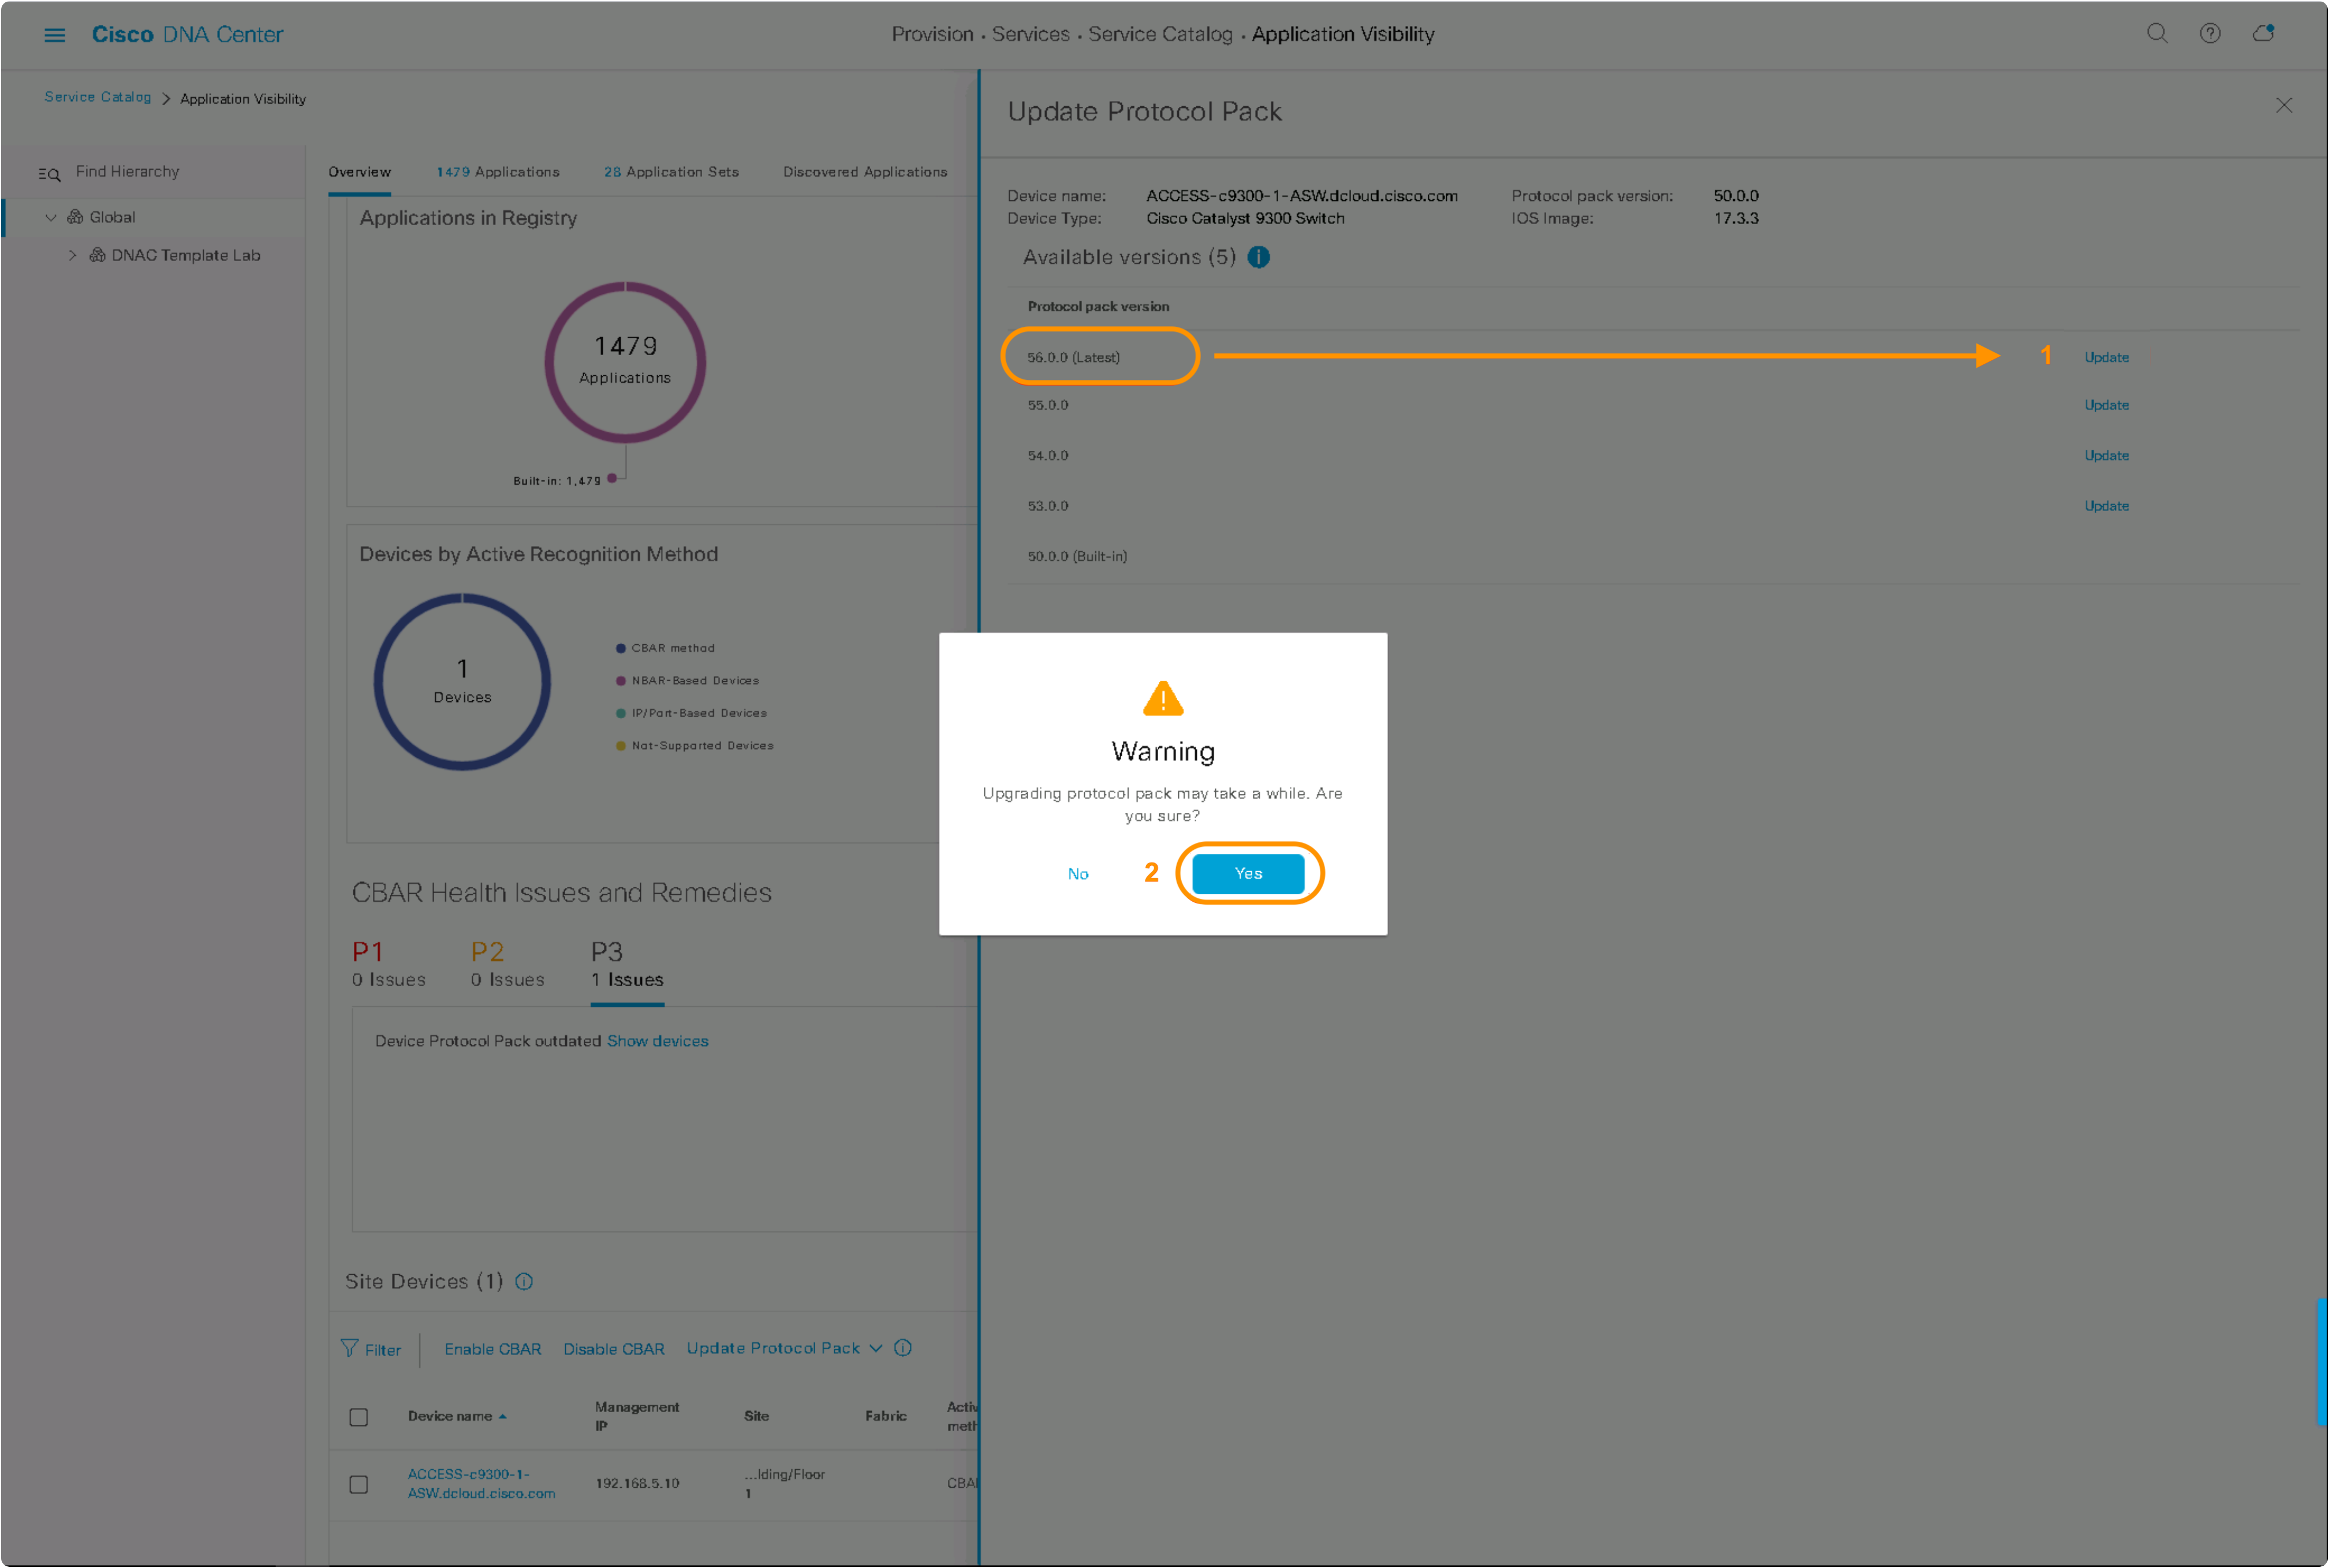 Cisco DNA Center
Provision • Services • Service Catalog • Application Visibility
Service Catalog > Application Visibility
Find Hierarchy
Global
DNAC Template Lab
Overview
1479 Applications
28 Application Sets
Discovered Applications
Applications in Registry
1479
Applications
Built-in: 1,479
Devices by Active Recognition Method
1
Devices
CBAR method
NBAR-Based Devices
IP/Port-Based Devices
Not-Supported Devices
CBAR Health Issues and Remedies
P1
0 Issues
P2
0 Issues
P3
1 Issues
Device Protocol Pack outdated Show devices
Site Devices (1)
Filter
Enable CBAR
Disable CBAR
Update Protocol Pack
Device name
Management
IP
Site
Fabric
Activ
meth
ACCESS-c9300-1-
ASW.dcloud.cisco.com
192.168.5.10
...lding/Floor
1
CBA
Update Protocol Pack
Device name: ACCESS-c9300-1-ASW.dcloud.cisco.com Protocol pack version: 50.0.0
Device Type: Cisco Catalyst 9300 Switch IOS Image: 17.3.3
Available versions (5)
Protocol pack version
56.0.0 (Latest) 1 Update
55.0.0 Update
54.0.0 Update
53.0.0 Update
50.0.0 (Built-in)
Warning
Upgrading protocol pack may take a while. Are
you sure?
No 2 Yes